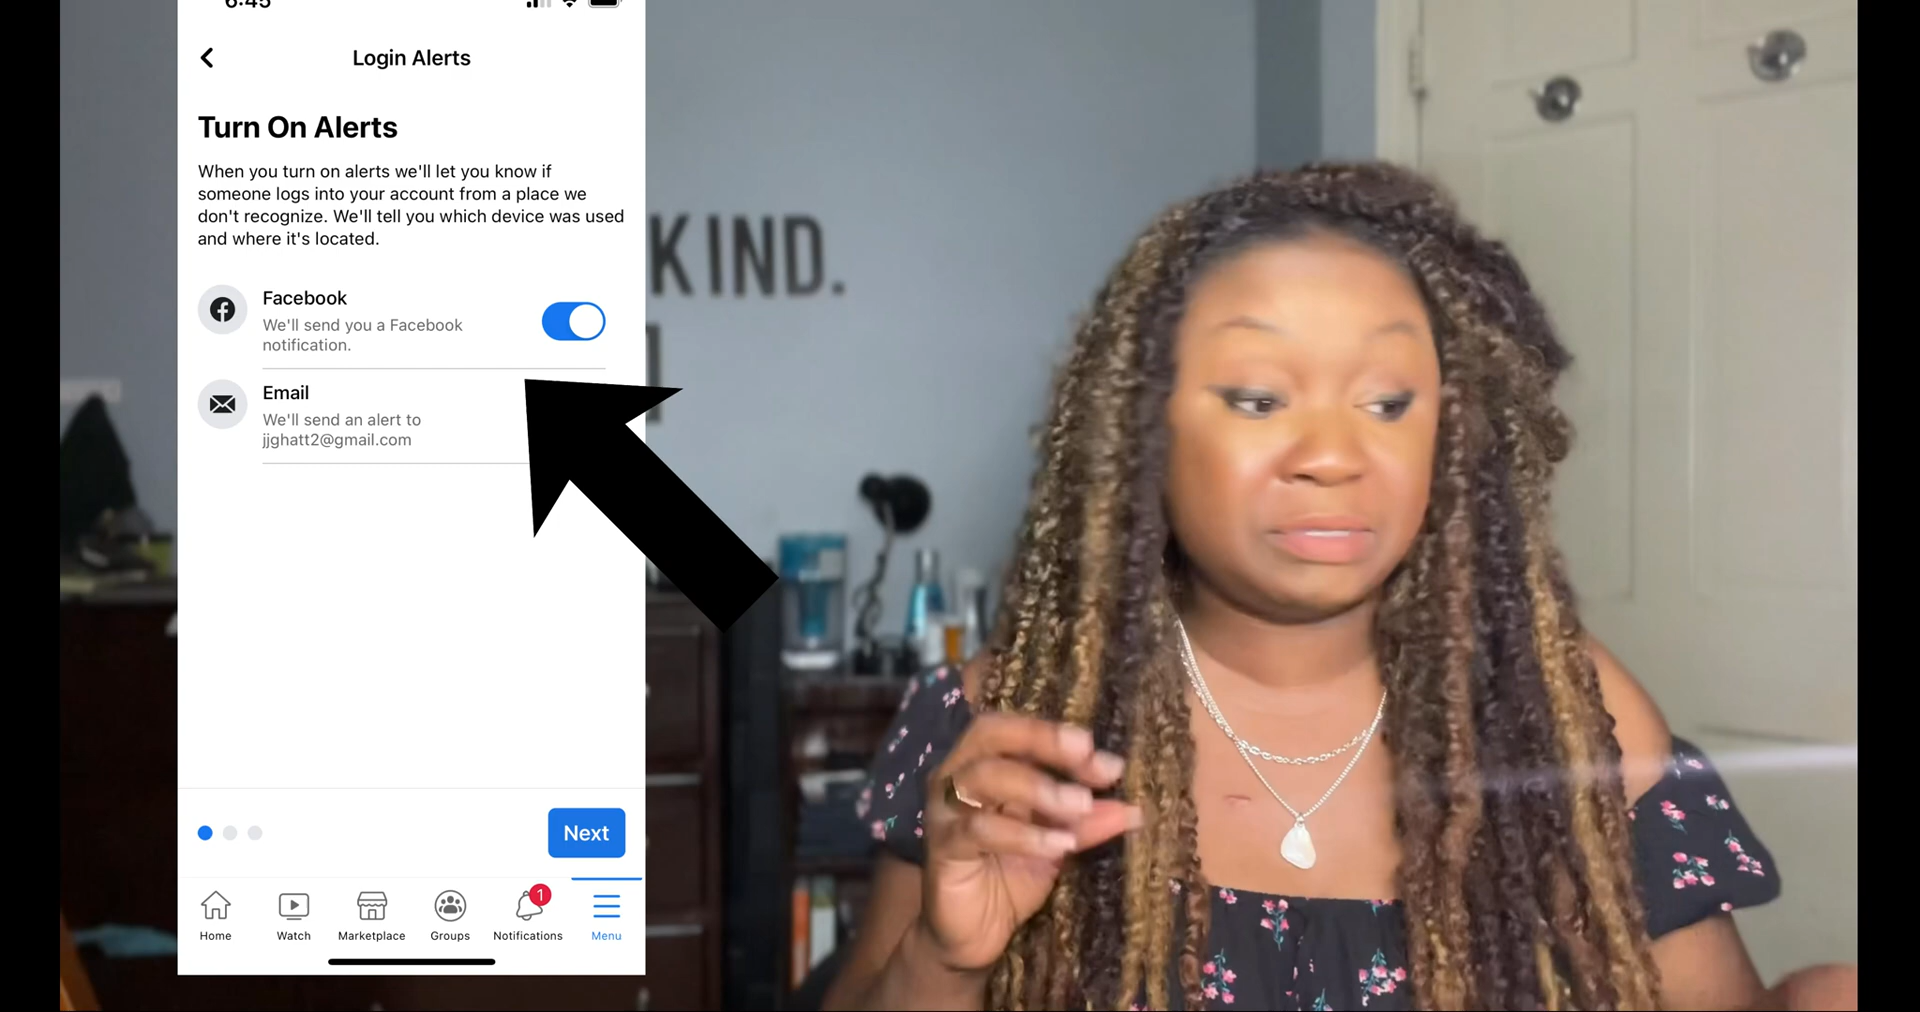 6:45
Login Alerts
Turn On Alerts
When you turn on alerts we'll let you know if
someone logs into your account from a place we
don't recognize. We'll tell you which device was used
and where it's located.
Facebook
We'll send you a Facebook
notification.
Email
We'll send an alert to
jjghatt2@gmail.com
KIND.
Next
1
Home
Watch
Marketplace
Groups
Notifications
Menu